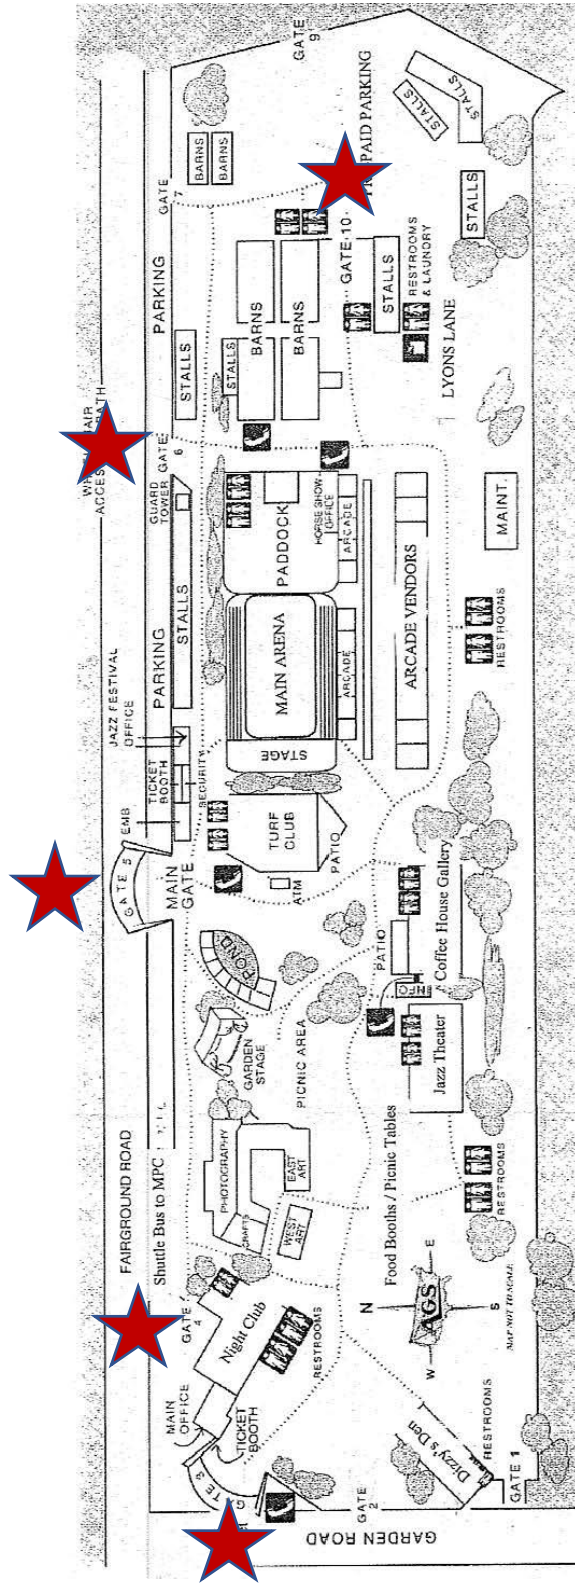 GATE
9
PAID PARKING
STALLS
STALLS
BARNS
BARNS
GATE
7
STALLS
GATE 10
PARKING
STALLS
STALLS
BARNS
BARNS
STALLS
RESTROOMS
& LAUNDRY
LYONS LANE
GATE
6
GUARD
TOWER
STALLS
PARKING
PADDOCK
HORSE SHOW
OFFICE
ARCADE
MAINT.
MAIN ARENA
ARCADE
ARCADE VENDORS
RESTROOMS
JAZZ FESTIVAL
OFFICE
TICKET
BOOTH
SECURITY
EMB
STAGE
TURF
CLUB
PATIO
ATM
GATE 5
MAIN
GATE
PATIO
Coffee House Gallery
INFO
POND
GARDEN
STAGE
PICNIC AREA
Jazz Theater
FAIRGROUND ROAD
Shuttle Bus to MPC
PHOTOGRAPHY
CRAFTS
EAST
ART
WEST
ART
Food Booths / Picnic Tables
RESTROOMS
GATE
4
Night Club
RESTROOMS
N
E
S
W
AGS
MAP NOT TO SCALE
MAIN
OFFICE
TICKET
BOOTH
GATE 3
Dizzy's Den
RESTROOMS
GATE
2
GATE 1
GARDEN ROAD